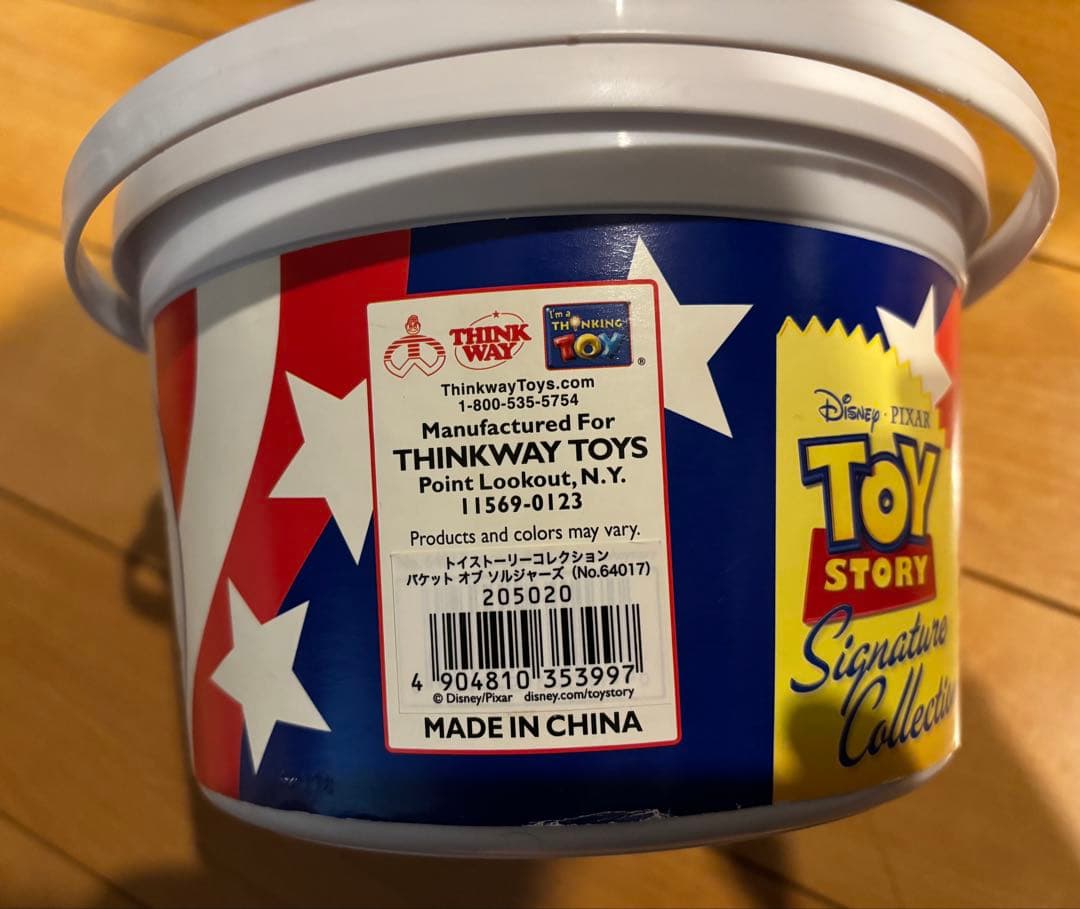 THINK
WAY
I'm a
THINKING
TOY
®
ThinkwayToys.com
1-800-535-5754
Manufactured For
THINKWAY TOYS
Point Lookout, N.Y.
11569-0123
Products and colors may vary.
トイストーリーコレクション
バケット オブ ソルジャーズ (No.64017)
205020
4 904810 353997
© Disney/Pixar disney.com/toystory
MADE IN CHINA
DISNEY · PIXAR
TOY
STORY
Signature